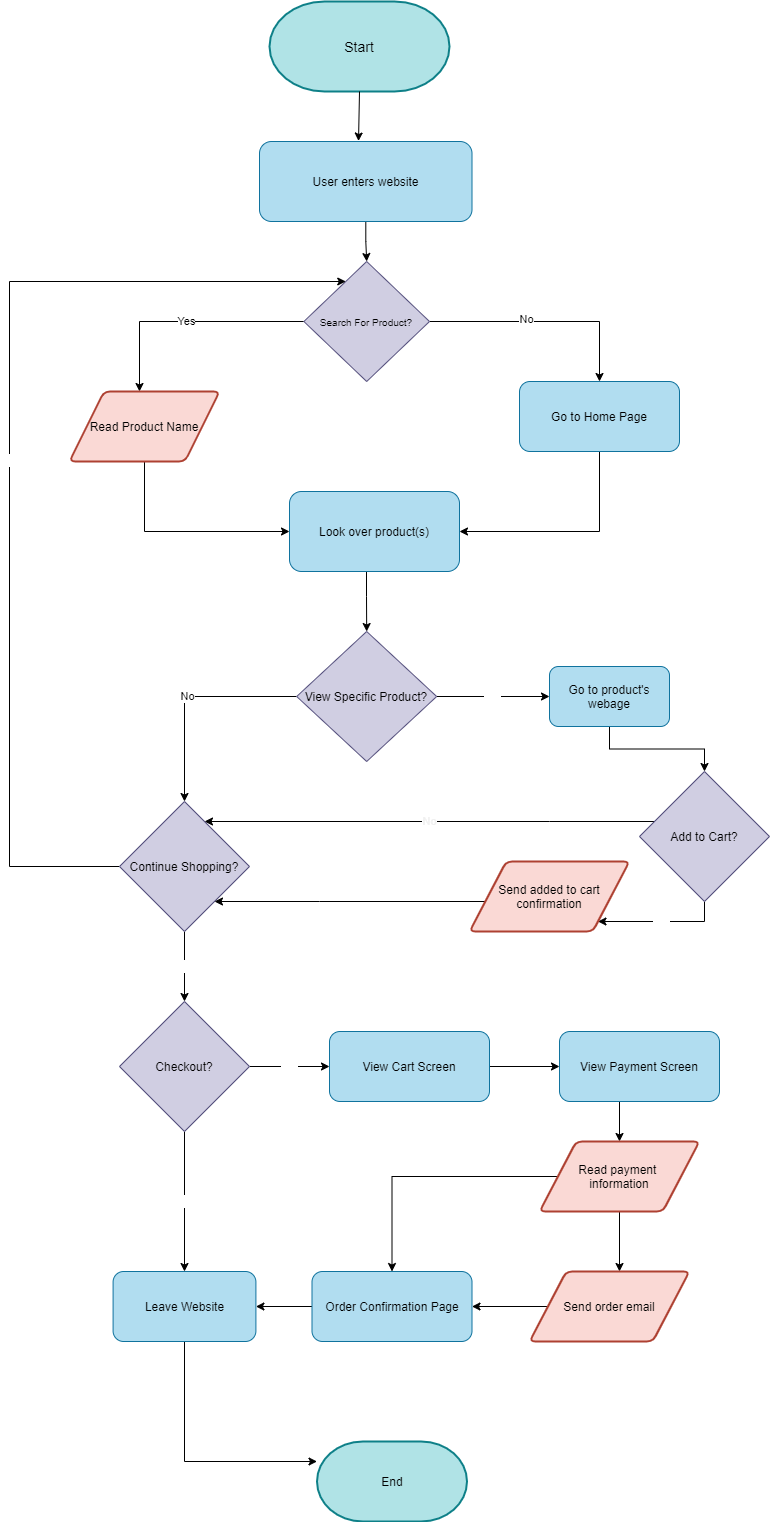 Start
User enters website
Search For Product?
Yes
No
Read Product Name
Go to Home Page
Look over product(s)
View Specific Product?
No
Go to product's
webage
Add to Cart?
Continue Shopping?
Send added to cart
confirmation
Checkout?
View Cart Screen
View Payment Screen
Read payment
information
Leave Website
Order Confirmation Page
Send order email
End